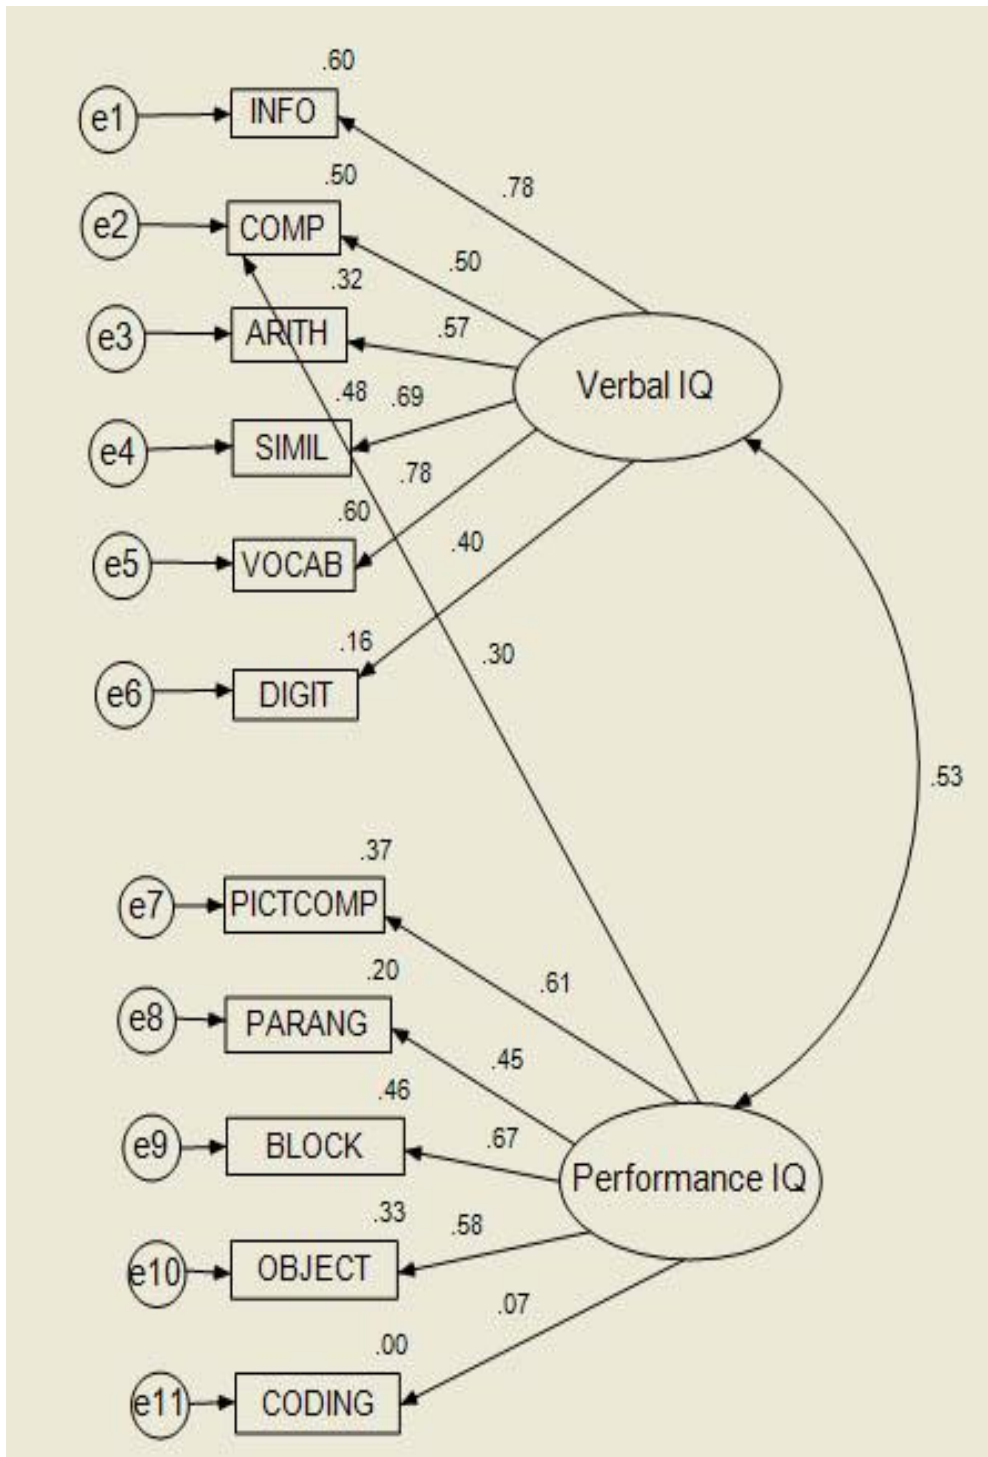 .60
e1
INFO
.78
.50
e2
COMP
.50
.32
e3
ARITH
.57
.48
.69
e4
SIMIL
.78
.60
e5
VOCAB
.40
.16
e6
DIGIT
.30
Verbal IQ
.53
.37
e7
PICTCOMP
.61
.20
e8
PARANG
.45
.46
e9
BLOCK
.67
Performance IQ
.33
.58
e10
OBJECT
.07
.00
e11
CODING